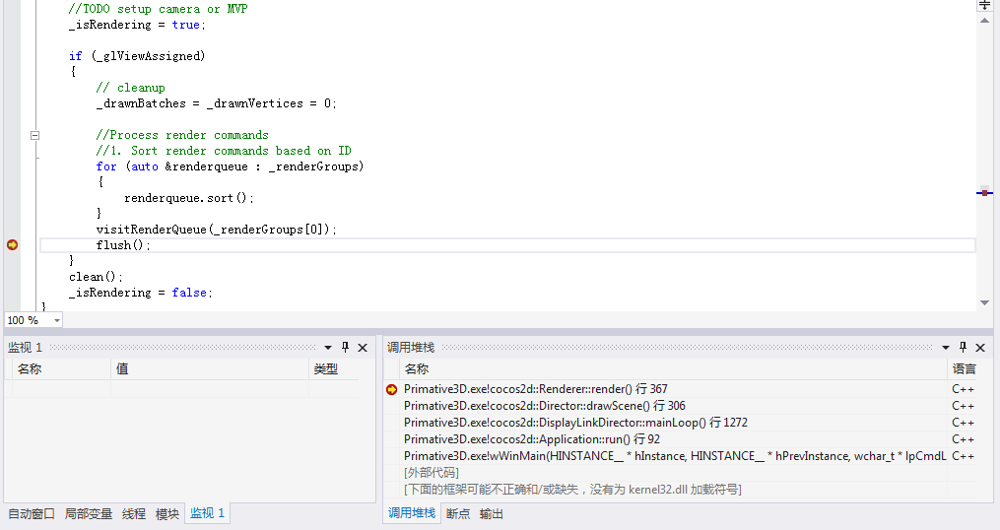 //TODO setup camera or MVP
_isRendering = true;
if (_glViewAssigned)
{
// cleanup
_drawnBatches = _drawnVertices = 0;
//Process render commands
//1. Sort render commands based on ID
for (auto &renderqueue : _renderGroups)
{
renderqueue.sort();
}
visitRenderQueue(_renderGroups[0]);
flush();
}
clean();
_isRendering = false;
}
100 %
监视 1
名称 值 类型
调用堆栈
名称 语言
Primative3D.exe!cocos2d::Renderer::render() 行 367 C++
Primative3D.exe!cocos2d::Director::drawScene() 行 306 C++
Primative3D.exe!cocos2d::DisplayLinkDirector::mainLoop() 行 1272 C++
Primative3D.exe!cocos2d::Application::run() 行 92 C++
Primative3D.exe!wWinMain(HINSTANCE__ * hInstance, HINSTANCE__ * hPrevInstance, wchar_t * lpCmdL C++
[外部代码]
[下面的框架可能不正确和/或缺失，没有为 kernel32.dll 加载符号]
自动窗口 局部变量 线程 模块 监视 1
调用堆栈 断点 输出